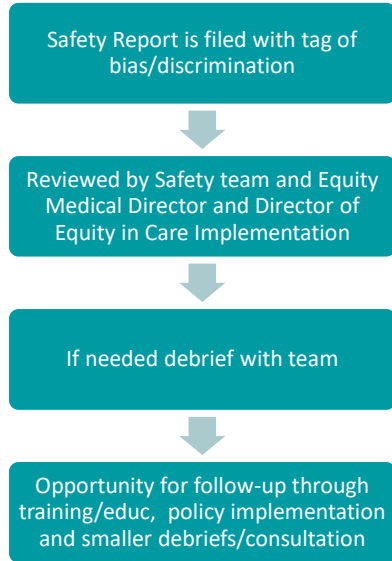 Safety Report is filed with tag of
bias/discrimination
Reviewed by Safety team and Equity
Medical Director and Director of
Equity in Care Implementation
If needed debrief with team
Opportunity for follow-up through
training/educ,  policy implementation
and smaller debriefs/consultation